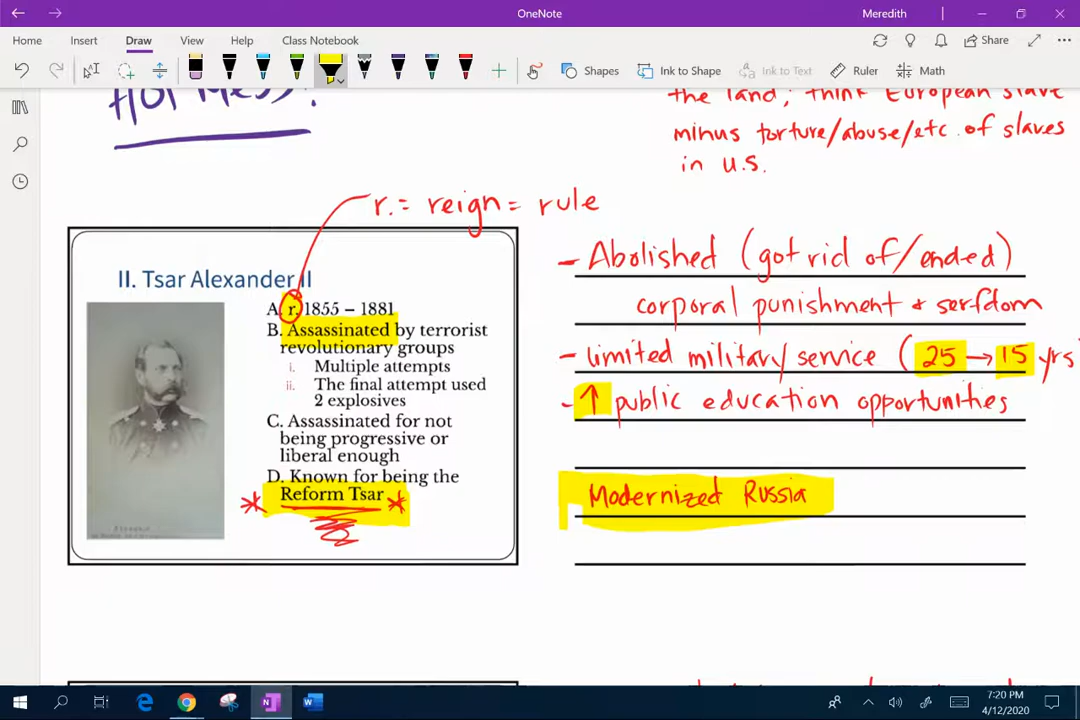 OneNote
Meredith
Home Insert Draw View Help Class Notebook
Share
Shapes Ink to Shape Ink to Text Ruler Math
Hot Mess!
the land; think European slave
minus torture/abuse/etc. of slaves
in U.S.
r. = reign = rule
II. Tsar Alexander II
A. r. 1855 – 1881
B. Assassinated by terrorist
revolutionary groups
i. Multiple attempts
ii. The final attempt used
2 explosives
C. Assassinated for not
being progressive or
liberal enough
D. Known for being the
* Reform Tsar *
- Abolished (got rid of/ended)
corporal punishment + serfdom
- limited military service (25 → 15 yrs
- ↑ public education opportunities
Modernized Russia
7:20 PM
4/12/2020